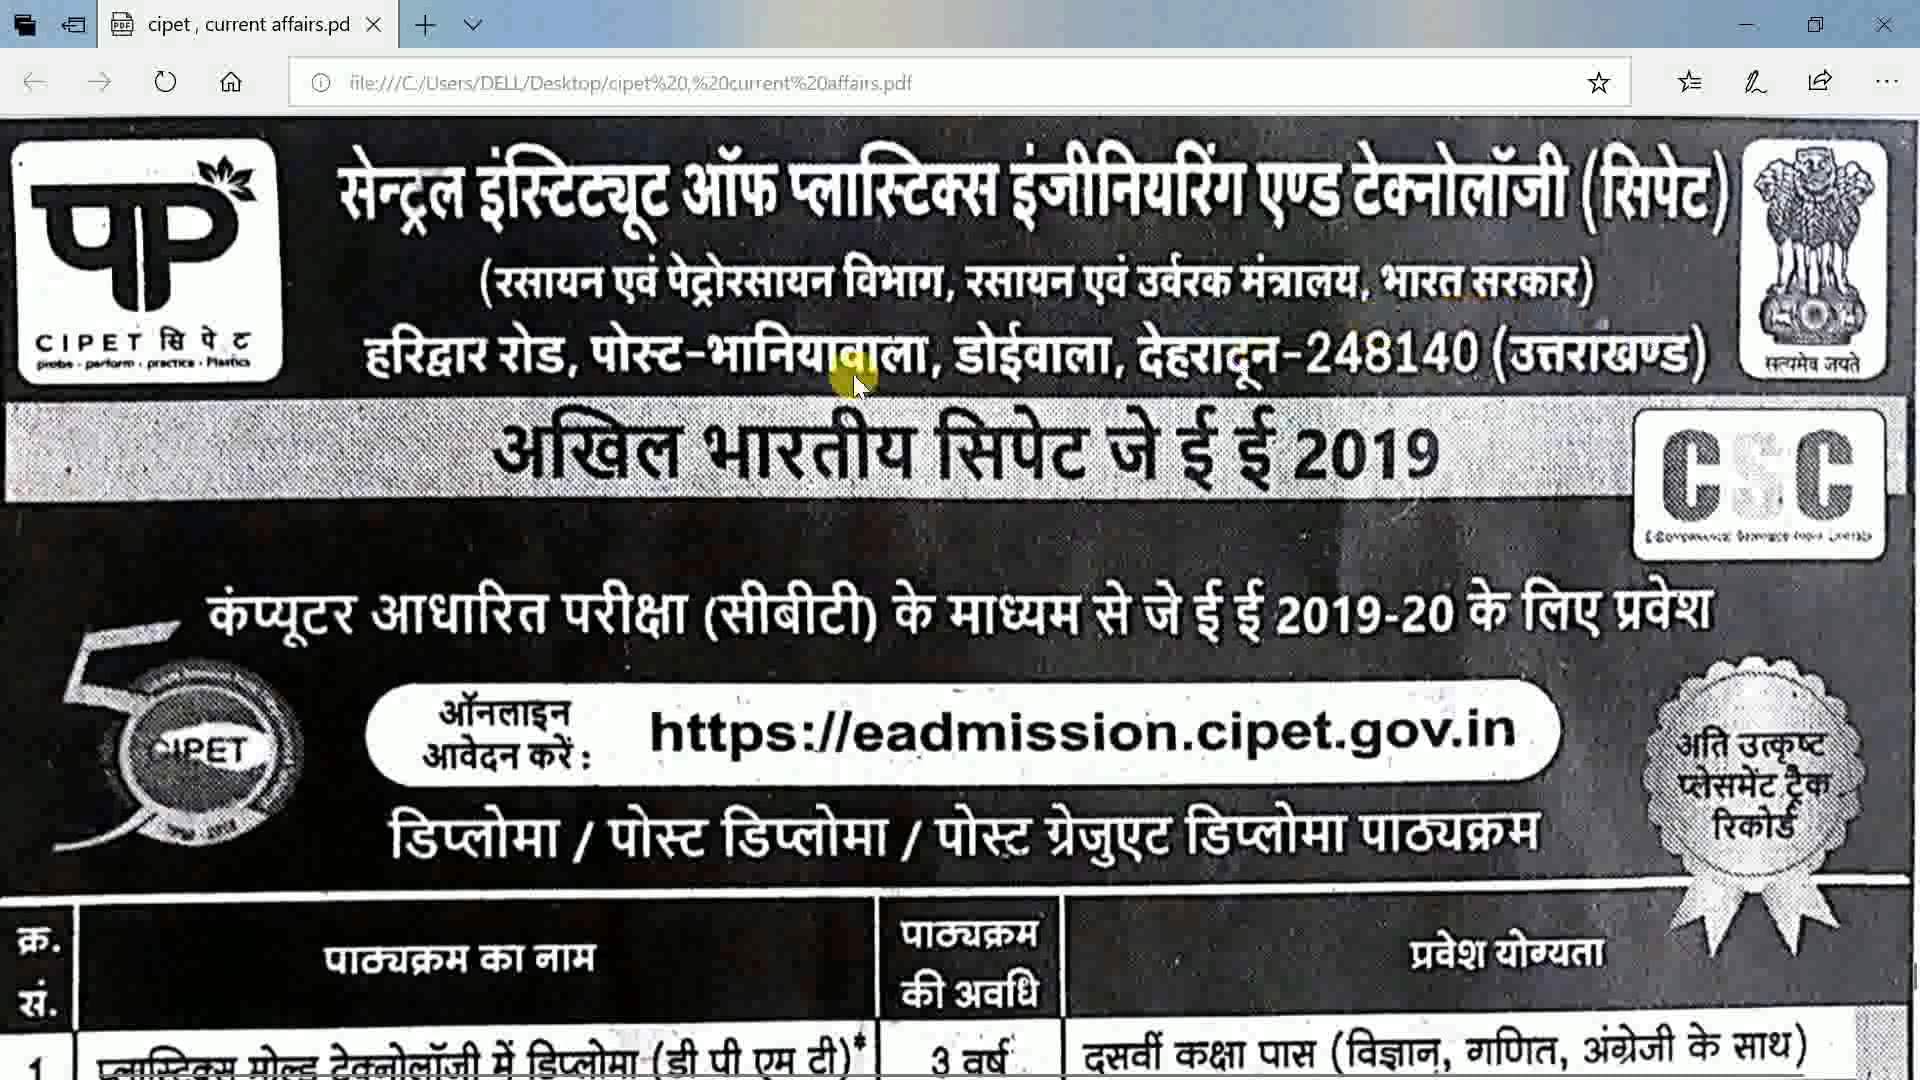 cipet , current affairs.pd
file:///C:/Users/DELL/Desktop/cipet%20,%20current%20affairs.pdf
सेन्ट्रल इंस्टिट्यूट ऑफ प्लास्टिक्स इंजीनियरिंग एण्ड टेक्नोलॉजी (सिपेट)
(रसायन एवं पेट्रोरसायन विभाग, रसायन एवं उर्वरक मंत्रालय, भारत सरकार)
CIPET सि पे ट
हरिद्वार रोड, पोस्ट-भानियावाला, डोईवाला, देहरादून-248140 (उत्तराखण्ड)
सत्यमेव जयते
अखिल भारतीय सिपेट जे ई ई 2019
CSC
कंप्यूटर आधारित परीक्षा (सीबीटी) के माध्यम से जे ई ई 2019-20 के लिए प्रवेश
50
CIPET
ऑनलाइन
आवेदन करें :
https://eadmission.cipet.gov.in
अति उत्कृष्ट
प्लेसमेंट ट्रैक
रिकोर्ड
डिप्लोमा / पोस्ट डिप्लोमा / पोस्ट ग्रेजुएट डिप्लोमा पाठ्यक्रम
क्र.
सं.
पाठ्यक्रम का नाम
पाठ्यक्रम
की अवधि
प्रवेश योग्यता
1 प्लास्टिक्स मोल्ड टेक्नोलॉजी में डिप्लोमा (डी पी एम टी)* 3 वर्ष दसवीं कक्षा पास (विज्ञान, गणित, अंग्रेजी के साथ)